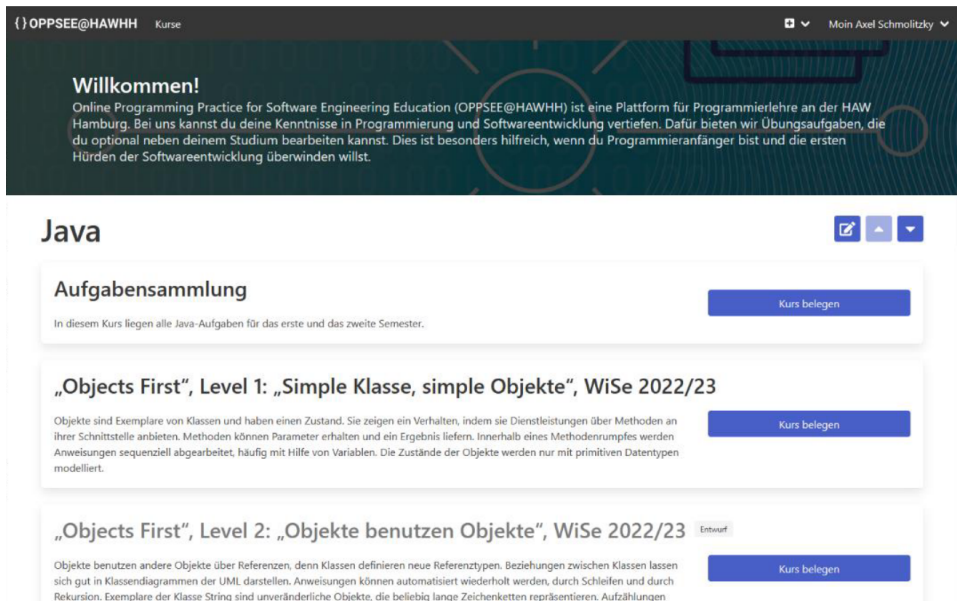 {} OPPSEE@HAWHH Kurse Moin Axel Schmolitzky
Willkommen!
Online Programming Practice for Software Engineering Education (OPPSEE@HAWHH) ist eine Plattform für Programmierlehre an der HAW
Hamburg. Bei uns kannst du deine Kenntnisse in Programmierung und Softwareentwicklung vertiefen. Dafür bieten wir Übungsaufgaben, die
du optional neben deinem Studium bearbeiten kannst. Dies ist besonders hilfreich, wenn du Programmieranfänger bist und die ersten
Hürden der Softwareentwicklung überwinden willst.
Java
Aufgabensammlung
In diesem Kurs liegen alle Java-Aufgaben für das erste und das zweite Semester.
Kurs belegen
„Objects First“, Level 1: „Simple Klasse, simple Objekte“, WiSe 2022/23
Objekte sind Exemplare von Klassen und haben einen Zustand. Sie zeigen ein Verhalten, indem sie Dienstleistungen über Methoden an
ihrer Schnittstelle anbieten. Methoden können Parameter erhalten und ein Ergebnis liefern. Innerhalb eines Methodenrumpfes werden
Anweisungen sequenziell abgearbeitet, häufig mit Hilfe von Variablen. Die Zustände der Objekte werden nur mit primitiven Datentypen
modelliert.
Kurs belegen
„Objects First“, Level 2: „Objekte benutzen Objekte“, WiSe 2022/23 Entwurf
Objekte benutzen andere Objekte über Referenzen, denn Klassen definieren neue Referenztypen. Beziehungen zwischen Klassen lassen
sich gut in Klassendiagrammen der UML darstellen. Anweisungen können automatisiert wiederholt werden, durch Schleifen und durch
Rekursion. Exemplare der Klasse String sind unveränderliche Objekte, die beliebig lange Zeichenketten repräsentieren. Aufzählungen
Kurs belegen